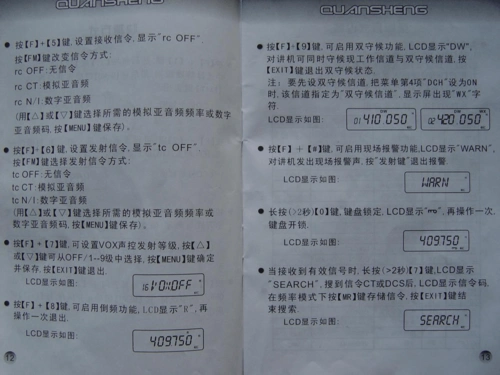 QUANSHENG
● 按【F】+【5】键,设置接收信令,显示"rc OFF".
按【FM】键改变信令方式:
rc OFF:无信令
rc CT:模拟亚音频
rc N/I:数字亚音频
(用【△】或【▽】键选择所需的模拟亚音频频率或数字
亚音频码,按【MENU】键保存)。
● 按【F】+【6】键,设置发射信令,显示"tc OFF".
按【FM】键选择发射信令方式:
tc OFF:无信令
tc CT:模拟亚音频
tc N/I:数字亚音频
(用【△】或【▽】键选择所需的模拟亚音频频率或
数字亚音频码,按【MENU】键保存)。
● 按【F】+【7】键,可设置VOX声控发射等级,按【△】
或【▽】键可从OFF/1--9级中选择,按【MENU】键确定
并保存.按【EXIT】键退出.
LCD显示如图:
16 VO:OFF
● 按【F】+【8】键,可启用倒频功能,LCD显示"R",再
操作一次退出.
LCD显示如图:
409.750
12
QUANSHENG
● 按【F】+【9】键,可启用双守候功能,LCD显示"DW",
对讲机可同时守候现工作信道与双守候信道,按
【EXIT】键退出双守候状态.
注: 要先设双守候信道,把菜单第4项"DCH"设为ON
时,该信道指定为"双守候信道",显示屏出现"WX"字
符.
LCD显示如图:
01 410.050
02 420.050
● 按【F】+【#】键,可启用现场报警功能,LCD显示"WARN",
对讲机发出现场报警声,按"发射键"退出报警.
LCD显示如图:
WARN
● 长按(>2秒)【0】键,键盘锁定,LCD显示" ",再操作一次,
键盘开锁.
LCD显示如图:
409.750
● 当接收到有效信号时,长按(>2秒)【7】键,LCD显示
"SEARCH",搜到信令CT或DCS后,LCD显示信令码.
在频率模式下按【MR】键存储信令,按【EXIT】键结
束搜索.
LCD显示如图:
SEARCH
13